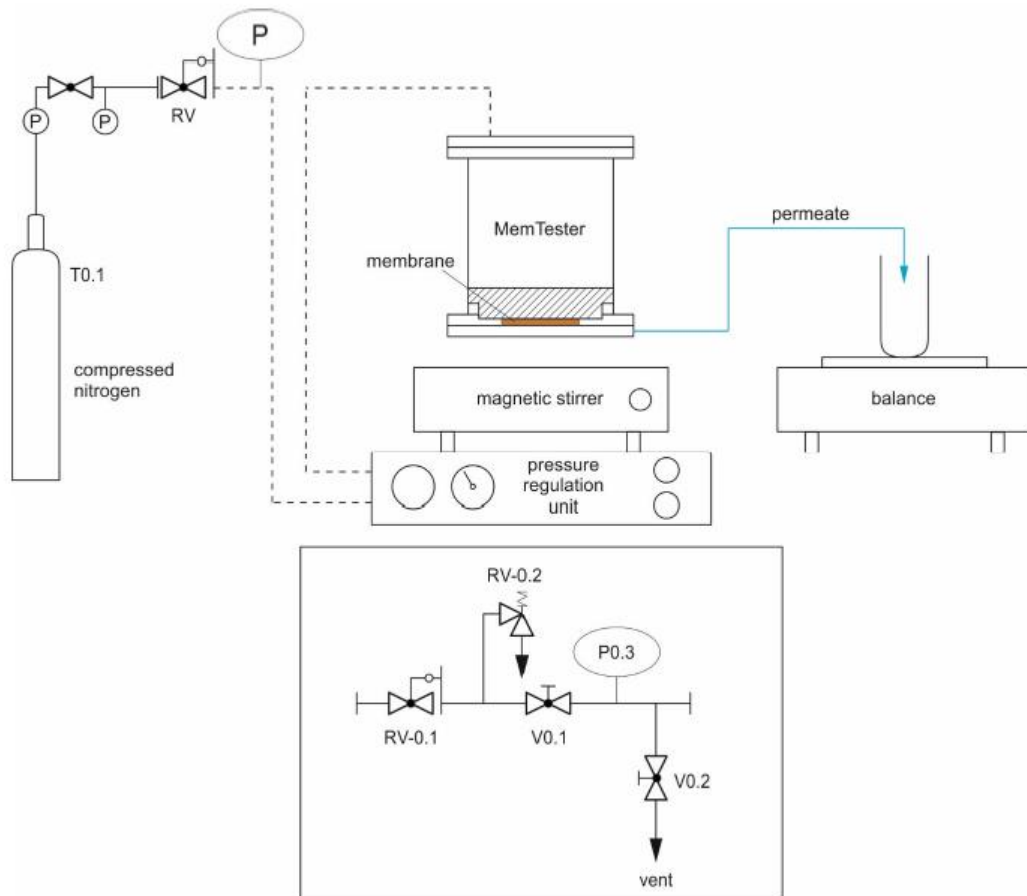 P
P
P
RV
T0.1
compressed
nitrogen
MemTester
membrane
permeate
magnetic stirrer
balance
pressure
regulation
unit
RV-0.2
P0.3
RV-0.1
V0.1
V0.2
vent